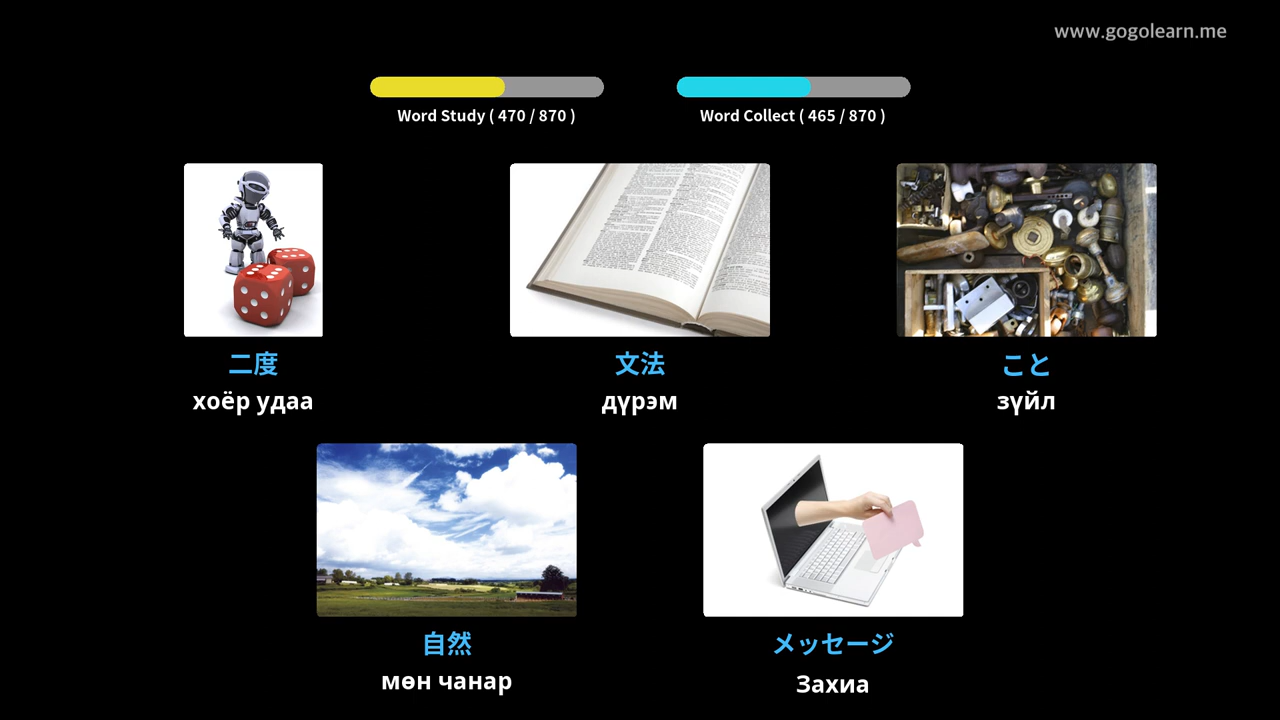 www.gogolearn.me
Word Study ( 470 / 870 )
Word Collect ( 465 / 870 )
二度
хоёр удаа
文法
дүрэм
こと
зүйл
自然
мөн чанар
メッセージ
Захиа